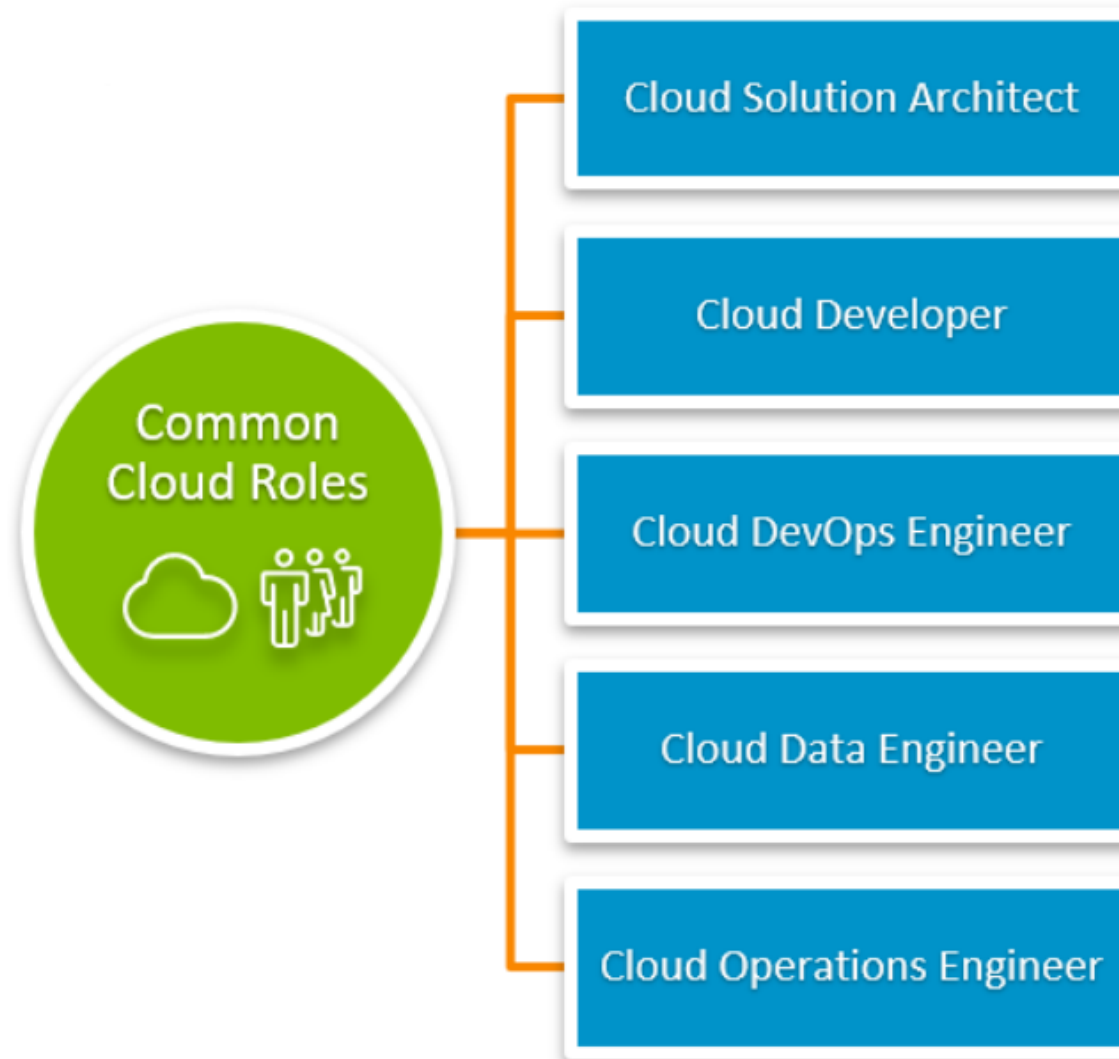 Common
Cloud Roles
Cloud Solution Architect
Cloud Developer
Cloud DevOps Engineer
Cloud Data Engineer
Cloud Operations Engineer